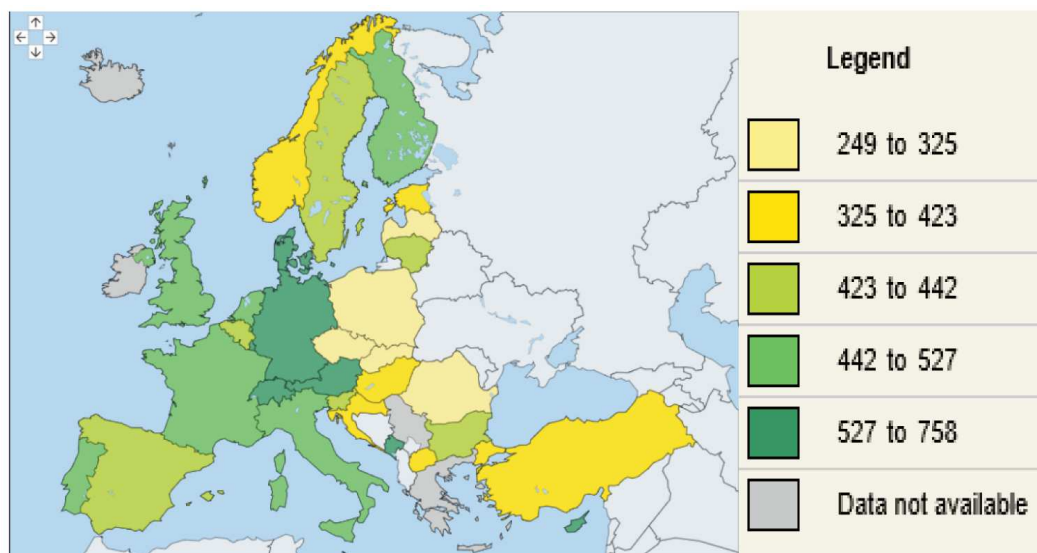 Legend
249 to 325
325 to 423
423 to 442
442 to 527
527 to 758
Data not available